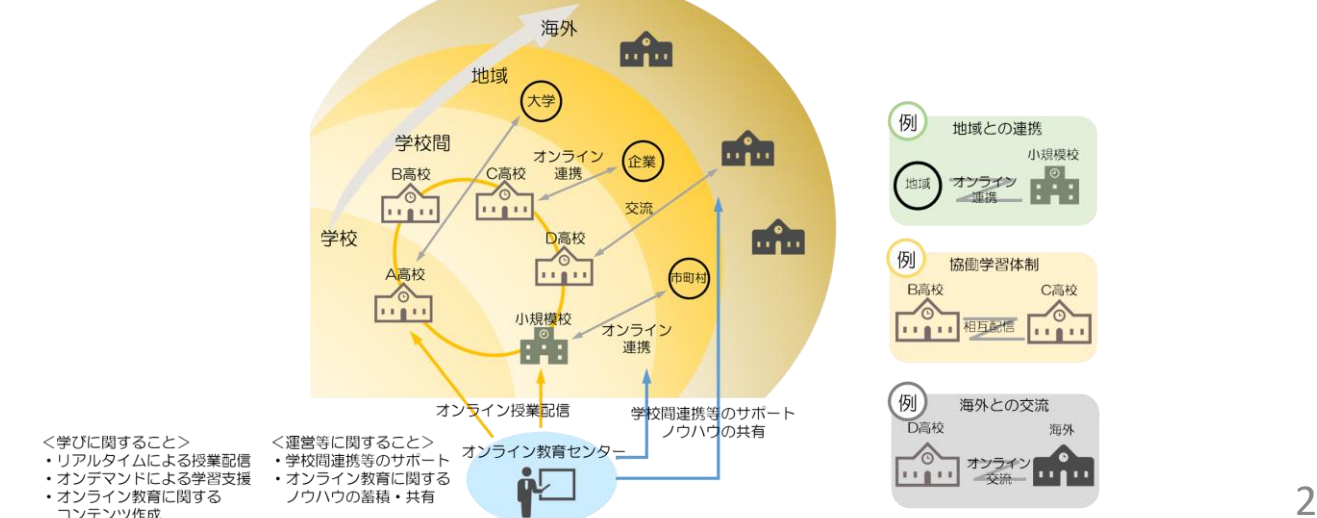 海外
地域
大学
学校間
オンライン
連携
企業
B高校
C高校
交流
学校
D高校
A高校
市町村
小規模校
オンライン
連携
オンライン授業配信
学校間連携等のサポート
ノウハウの共有
オンライン教育センター
<学びに関すること>
・リアルタイムによる授業配信
・オンデマンドによる学習支援
・オンライン教育に関する
コンテンツ作成
<運営等に関すること>
・学校間連携等のサポート
・オンライン教育に関する
ノウハウの蓄積・共有
例
地域との連携
小規模校
地域
オンライン
連携
例
協働学習体制
B高校
C高校
相互配信
例
海外との交流
D高校
海外
オンライン
交流
2